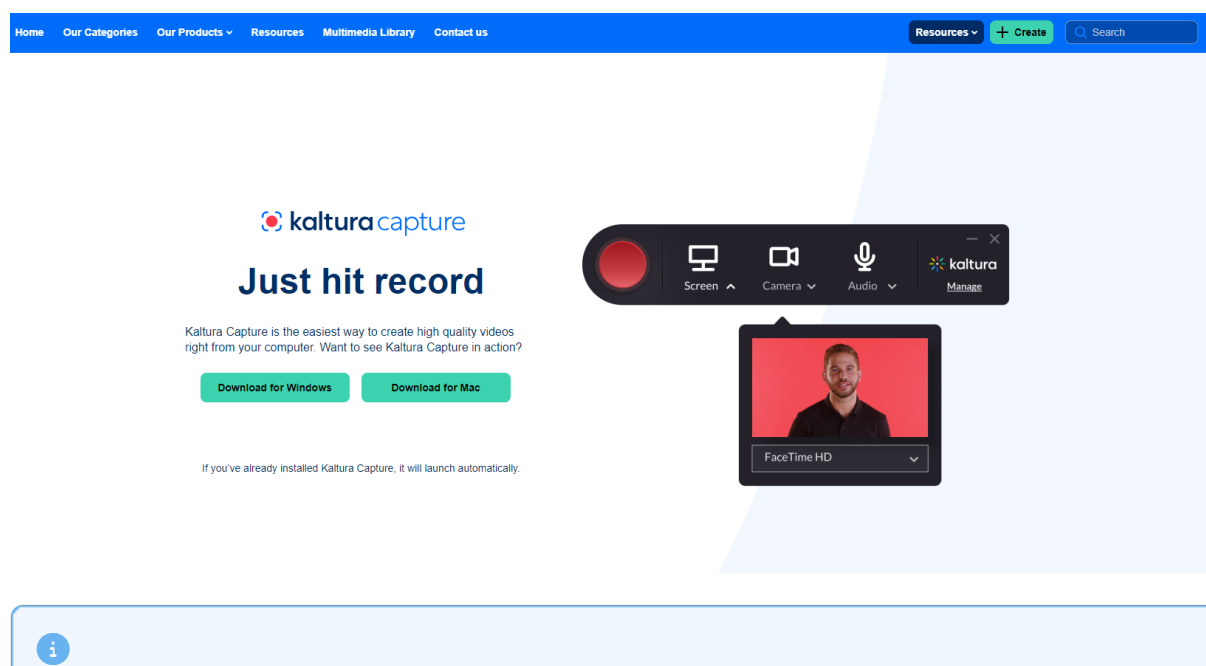 Home Our Categories Our Products Resources Multimedia Library Contact us Resources + Create Search
kaltura capture
Just hit record
Kaltura Capture is the easiest way to create high quality videos
right from your computer. Want to see Kaltura Capture in action?
Download for Windows Download for Mac
If you've already installed Kaltura Capture, it will launch automatically.
Screen Camera Audio
kaltura
Manage
FaceTime HD
i